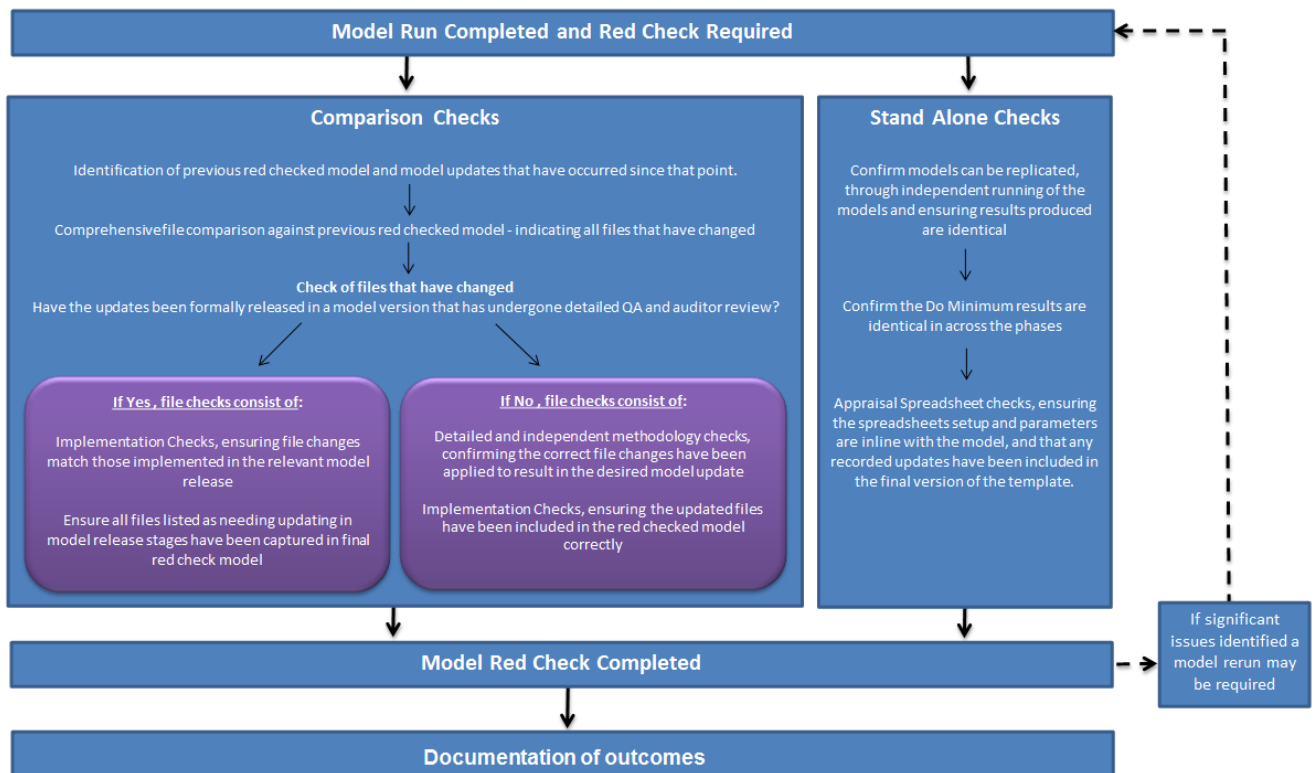 Model Run Completed and Red Check Required
Comparison Checks
Identification of previous red checked model and model updates that have occurred since that point.
Comprehensivefile comparison against previous red checked model - indicating all files that have changed
Check of files that have changed
Have the updates been formally released in a model version that has undergone detailed QA and auditor review?
If Yes , file checks consist of:
Implementation Checks, ensuring file changes
match those implemented in the relevant model
release
Ensure all files listed as needing updating in
model release stages have been captured in final
red check model
If No , file checks consist of:
Detailed and independent methodology checks,
confirming the correct file changes have been
applied to result in the desired model update
Implementation Checks, ensuring the updated files
have been included in the red checked model
correctly
Stand Alone Checks
Confirm models can be replicated,
through independent running of the
models and ensuring results produced
are identical
Confirm the Do Minimum results are
identical in across the phases
Appraisal Spreadsheet checks, ensuring
the spreadsheets setup and parameters
are inline with the model, and that any
recorded updates have been included in
the final version of the template.
If significant
issues identified a
model rerun may
be required
Model Red Check Completed
Documentation of outcomes